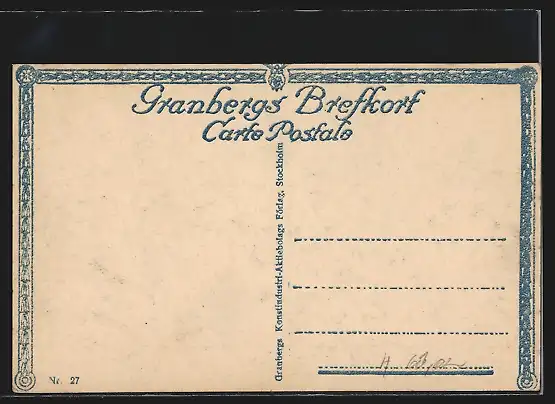 Granbergs Brefkort
Carte Postale
Granbergs Konstindustri-Aktiebolags Förlag, Stockholm
Nr. 27